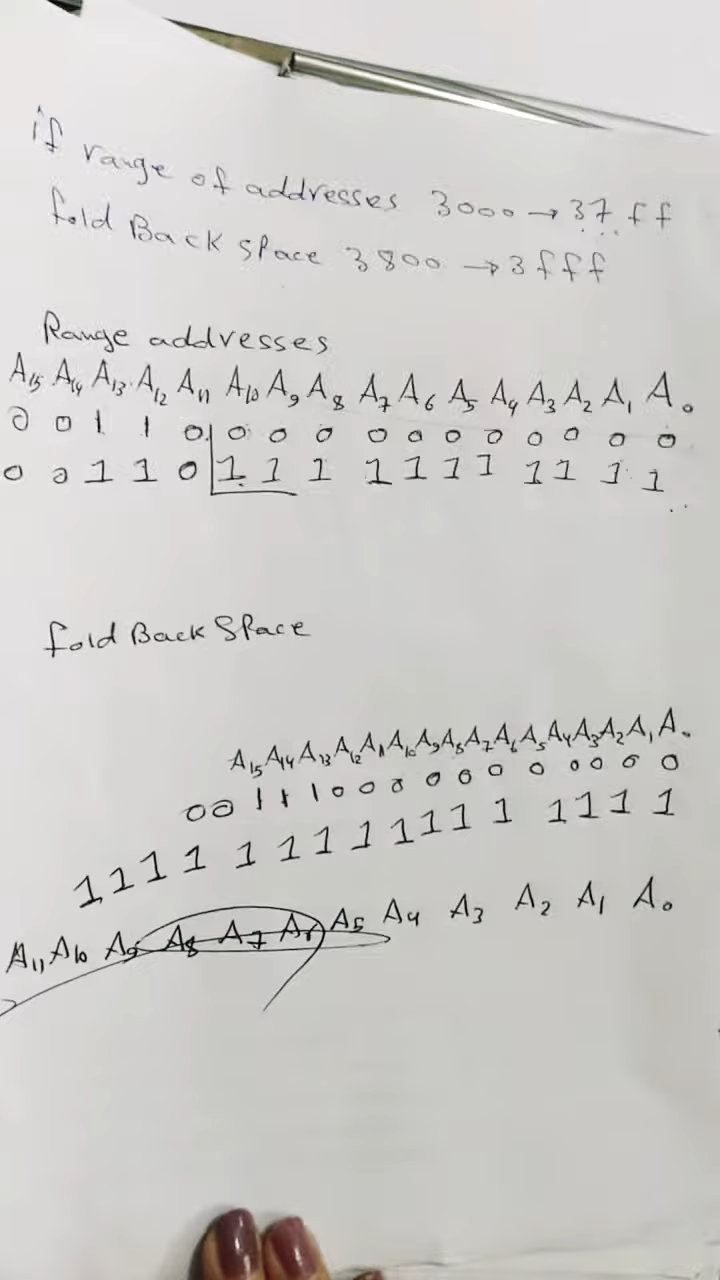 if range of addresses 3000 → 37ff
fold Back space 3800 → 3fff
Range addresses
A15 A14 A13 A12 A11 A10 A9 A8 A7 A6 A5 A4 A3 A2 A1 A0
0 0 1 1 0 0 0 0 0 0 0 0 0 0 0 0
0 0 1 1 0 1 1 1 1 1 1 1 1 1 1 1
fold Back Space
A15 A14 A13 A12 A11 A10 A9 A8 A7 A6 A5 A4 A3 A2 A1 A0
0 0 1 1 1 0 0 0 0 0 0 0 0 0 0 0
1 1 1 1 1 1 1 1 1 1 1 1 1 1 1 1
A11 A10 A9 A8 A7 A6 A5 A4 A3 A2 A1 A0